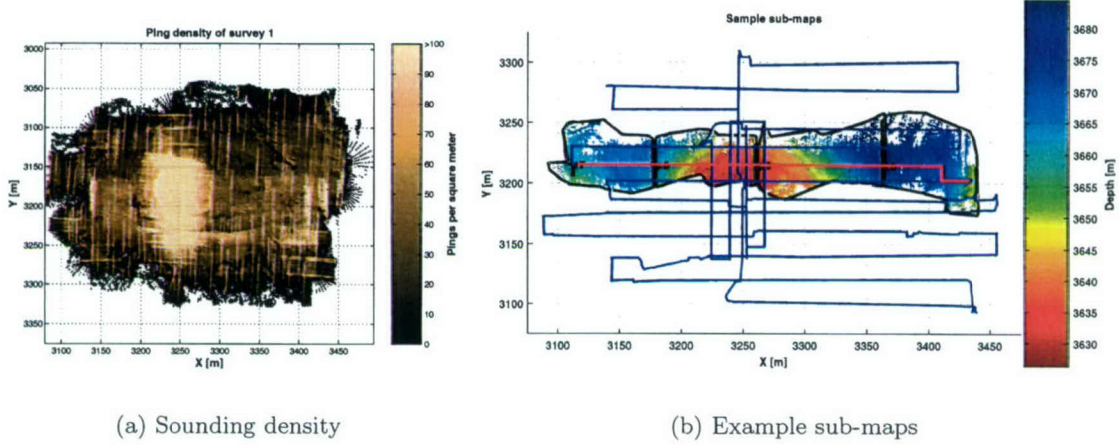 Ping density of survey 1
3000
3050
3100
3150
3200
3250
3300
3350
Y [m]
3100 3150 3200 3250 3300 3350 3400 3450
X [m]
>100
90
80
70
60
50
40
30
20
10
0
Pings per square meter
(a) Sounding density
Sample sub-maps
3300
3250
3200
3150
3100
Y [m]
3100 3150 3200 3250 3300 3350 3400 3450
X [m]
3680
3675
3670
3665
3660
3655
3650
3645
3640
3635
3630
Depth [m]
(b) Example sub-maps